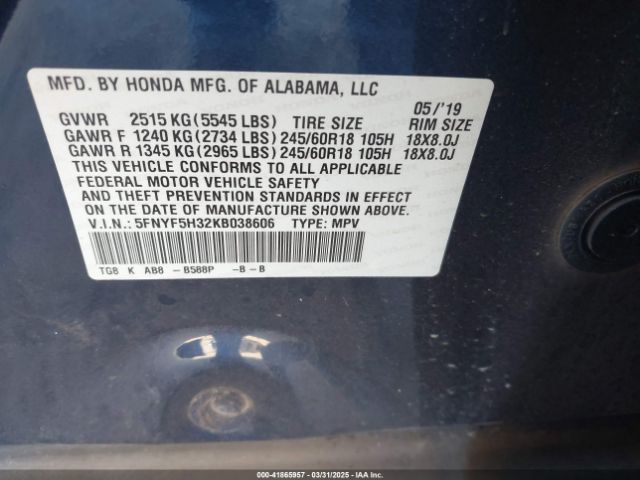 MFD. BY HONDA MFG. OF ALABAMA, LLC
05/'19
GVWR 2515 KG (5545 LBS) TIRE SIZE RIM SIZE
GAWR F 1240 KG (2734 LBS) 245/60R18 105H 18X8.0J
GAWR R 1345 KG (2965 LBS) 245/60R18 105H 18X8.0J
THIS VEHICLE CONFORMS TO ALL APPLICABLE
FEDERAL MOTOR VEHICLE SAFETY
AND THEFT PREVENTION STANDARDS IN EFFECT
ON THE DATE OF MANUFACTURE SHOWN ABOVE.
V.I.N.: 5FNYF5H32KB038606 TYPE: MPV
TG8 K AB8 -B588P -B-B
000-41865957 - 03/31/2025 - IAAI.COM